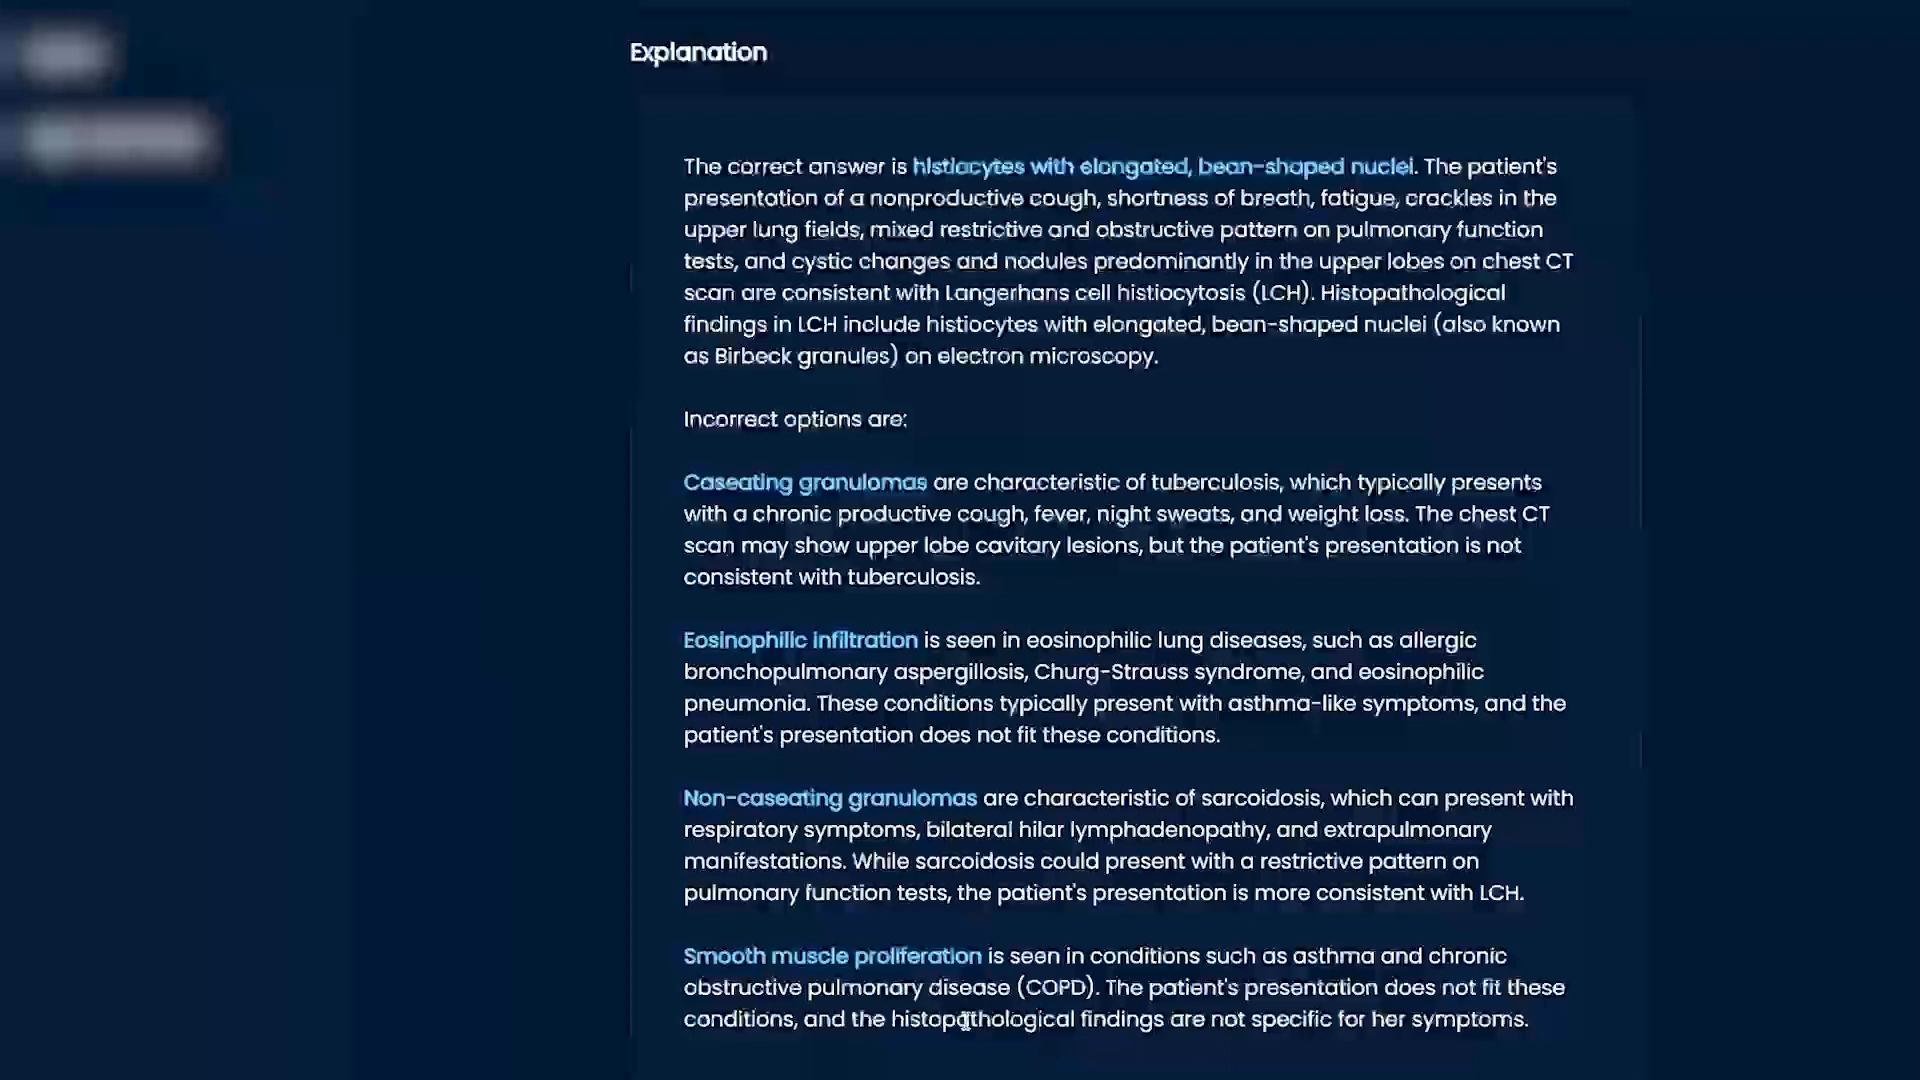 Explanation
The correct answer is histiocytes with elongated, bean-shaped nuclei. The patient's
presentation of a nonproductive cough, shortness of breath, fatigue, crackles in the
upper lung fields, mixed restrictive and obstructive pattern on pulmonary function
tests, and cystic changes and nodules predominantly in the upper lobes on chest CT
scan are consistent with Langerhans cell histiocytosis (LCH). Histopathological
findings in LCH include histiocytes with elongated, bean-shaped nuclei (also known
as Birbeck granules) on electron microscopy.
Incorrect options are:
Caseating granulomas are characteristic of tuberculosis, which typically presents
with a chronic productive cough, fever, night sweats, and weight loss. The chest CT
scan may show upper lobe cavitary lesions, but the patient's presentation is not
consistent with tuberculosis.
Eosinophilic infiltration is seen in eosinophilic lung diseases, such as allergic
bronchopulmonary aspergillosis, Churg-Strauss syndrome, and eosinophilic
pneumonia. These conditions typically present with asthma-like symptoms, and the
patient's presentation does not fit these conditions.
Non-caseating granulomas are characteristic of sarcoidosis, which can present with
respiratory symptoms, bilateral hilar lymphadenopathy, and extrapulmonary
manifestations. While sarcoidosis could present with a restrictive pattern on
pulmonary function tests, the patient's presentation is more consistent with LCH.
Smooth muscle proliferation is seen in conditions such as asthma and chronic
obstructive pulmonary disease (COPD). The patient's presentation does not fit these
conditions, and the histopathological findings are not specific for her symptoms.